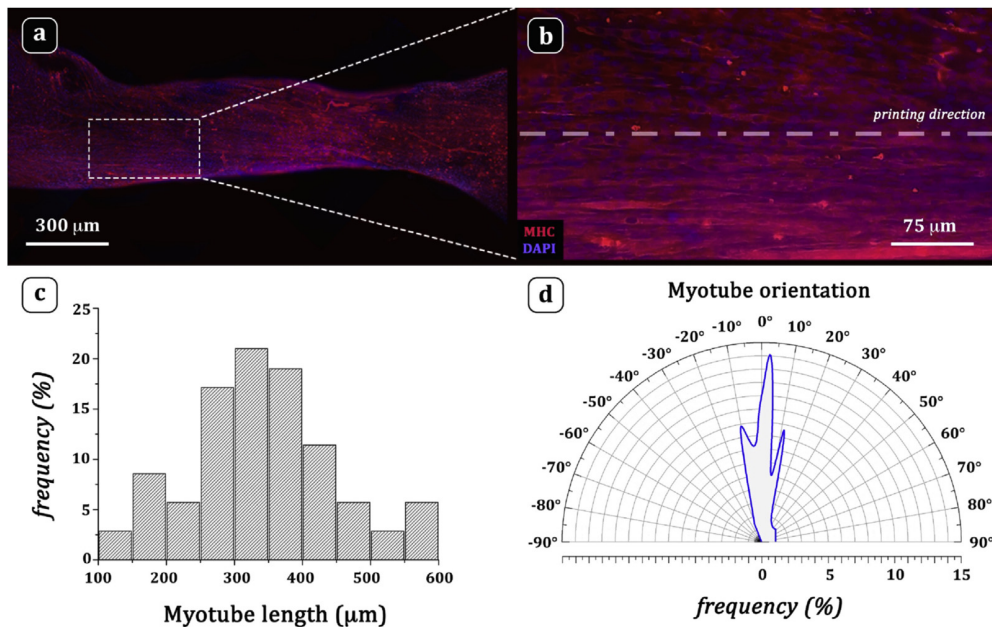 a
300 μm
b
printing direction
MHC
DAPI
75 μm
c
25
20
15
10
5
0
frequency (%)
100 200 300 400 500 600
Myotube length (μm)
d
Myotube orientation
-90° -80° -70° -60° -50° -40° -30° -20° -10° 0° 10° 20° 30° 40° 50° 60° 70° 80° 90°
0 5 10 15
frequency (%)